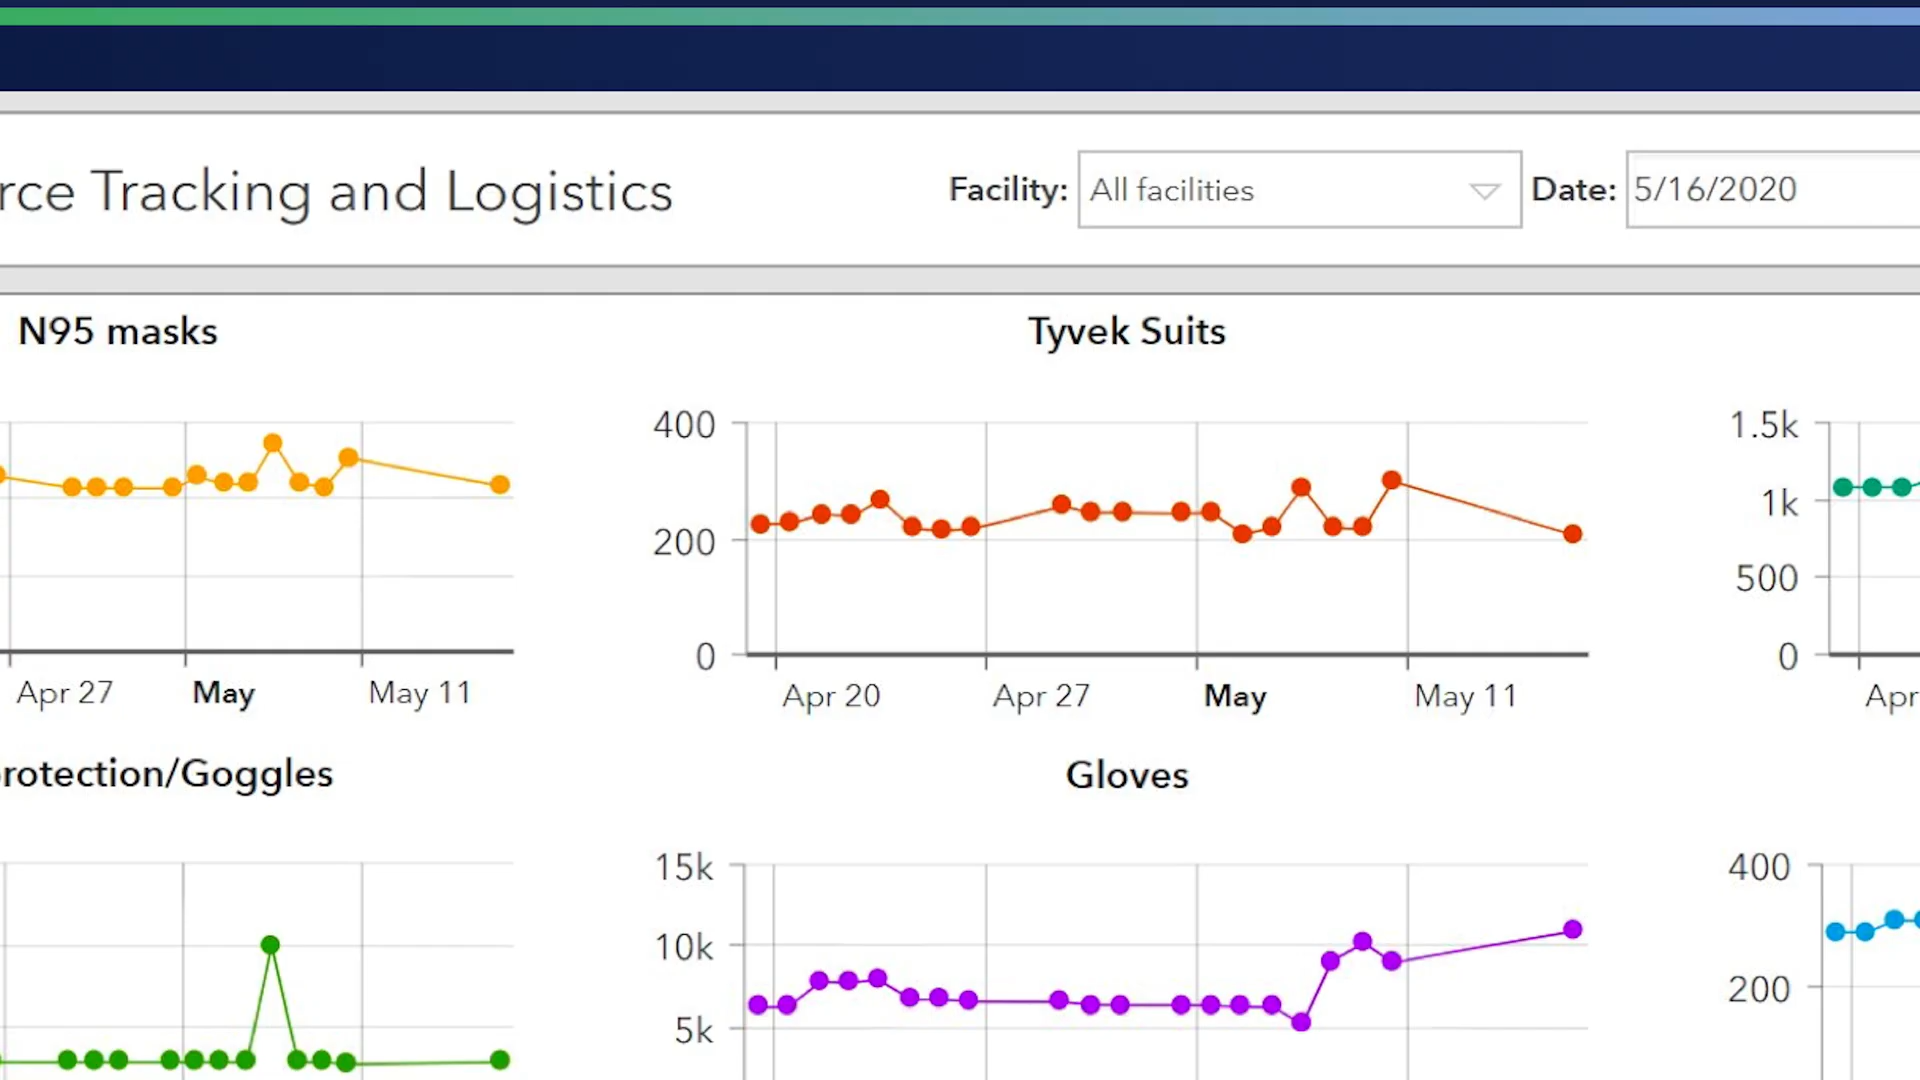 rce Tracking and Logistics
Facility: All facilities Date: 5/16/2020
N95 masks
Apr 27 May May 11
Tyvek Suits
400
200
0
Apr 20 Apr 27 May May 11
1.5k
1k
500
0
Apr
rotection/Goggles
Gloves
15k
10k
5k
400
200